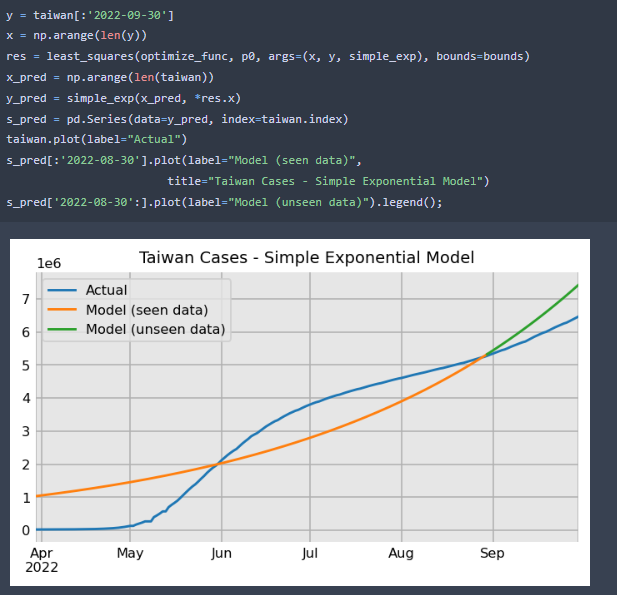 y = taiwan[:'2022-09-30']
x = np.arange(len(y))
res = least_squares(optimize_func, p0, args=(x, y, simple_exp), bounds=bounds)
x_pred = np.arange(len(taiwan))
y_pred = simple_exp(x_pred, *res.x)
s_pred = pd.Series(data=y_pred, index=taiwan.index)
taiwan.plot(label="Actual")
s_pred[:'2022-08-30'].plot(label="Model (seen data)",
title="Taiwan Cases - Simple Exponential Model")
s_pred['2022-08-30':].plot(label="Model (unseen data)").legend();
Taiwan Cases - Simple Exponential Model
1e6
Actual
Model (seen data)
Model (unseen data)
7
6
5
4
3
2
1
0
Apr May Jun Jul Aug Sep
2022